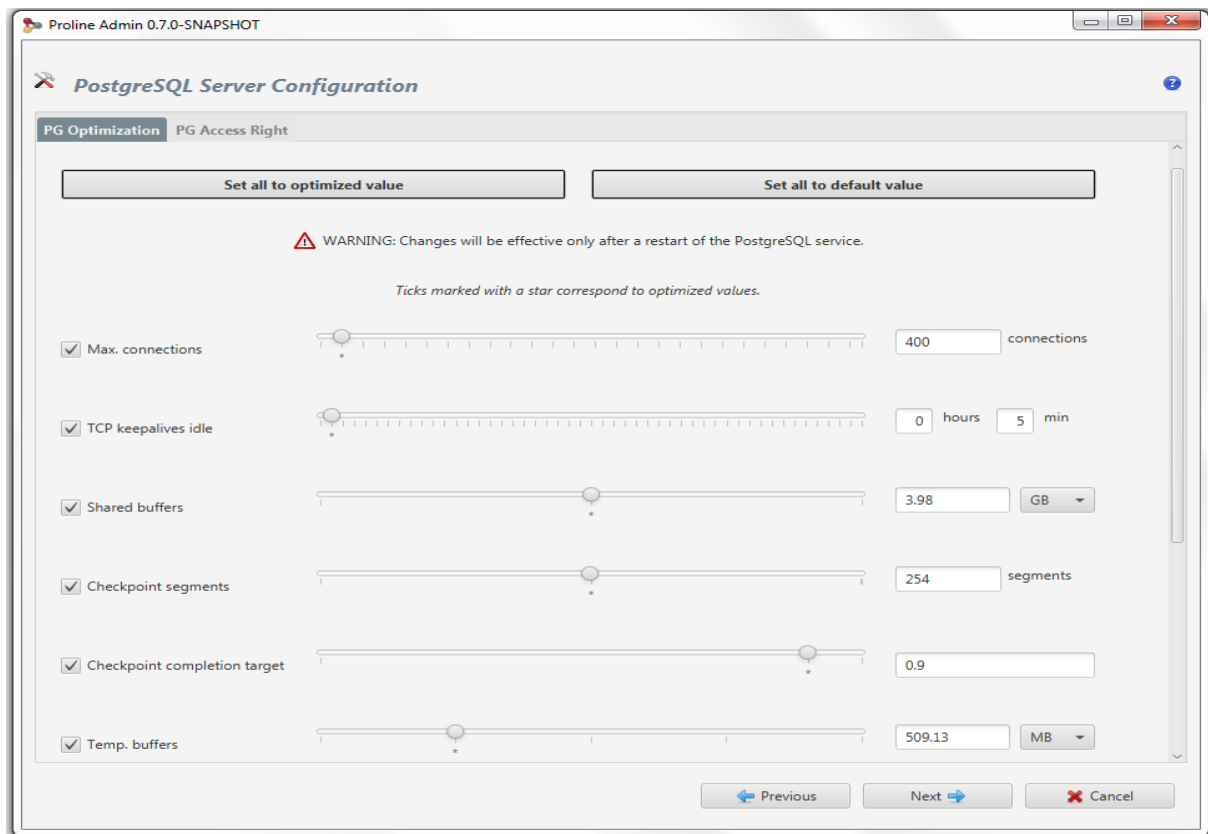 Proline Admin 0.7.0-SNAPSHOT
PostgreSQL Server Configuration
PG Optimization PG Access Right
Set all to optimized value Set all to default value
WARNING: Changes will be effective only after a restart of the PostgreSQL service.
Ticks marked with a star correspond to optimized values.
Max. connections 400 connections
*
TCP keepalives idle 0 hours 5 min
*
Shared buffers 3.98 GB
*
Checkpoint segments 254 segments
*
Checkpoint completion target 0.9
*
Temp. buffers 509.13 MB
*
Previous Next Cancel